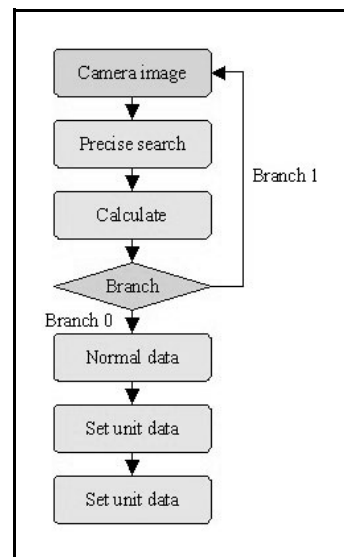 Camera image
Precise search
Branch 1
Calculate
Branch
Branch 0
Normal data
Set unit data
Set unit data